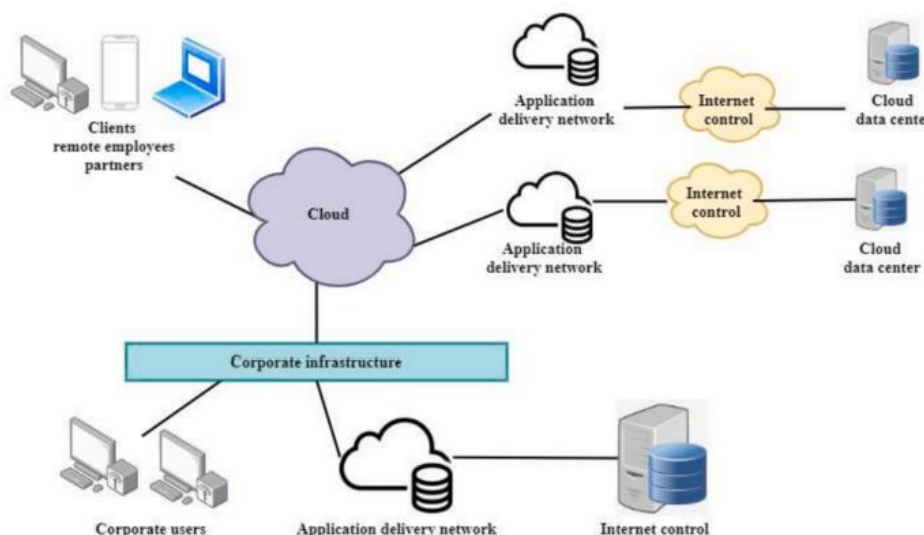 Clients
remote employees
partners
Application
delivery network
Internet
control
Cloud
data cente
Cloud
Application
delivery network
Internet
control
Cloud
data center
Corporate infrastructure
Corporate users
Application delivery network
Internet control